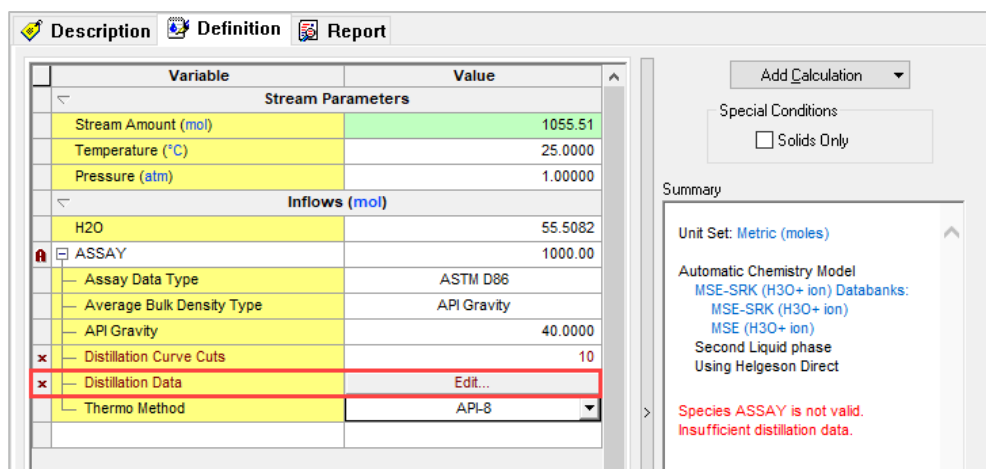 Description Definition Report
Variable Value
Stream Parameters
Stream Amount (mol) 1055.51
Temperature (°C) 25.0000
Pressure (atm) 1.00000
Inflows (mol)
H2O 55.5082
A ASSAY 1000.00
Assay Data Type ASTM D86
Average Bulk Density Type API Gravity
API Gravity 40.0000
x Distillation Curve Cuts 10
x Distillation Data Edit...
Thermo Method API-8
Add Calculation
Special Conditions
Solids Only
Summary
Unit Set: Metric (moles)
Automatic Chemistry Model
MSE-SRK (H3O+ ion) Databanks:
MSE-SRK (H3O+ ion)
MSE (H3O+ ion)
Second Liquid phase
Using Helgeson Direct
Species ASSAY is not valid.
Insufficient distillation data.